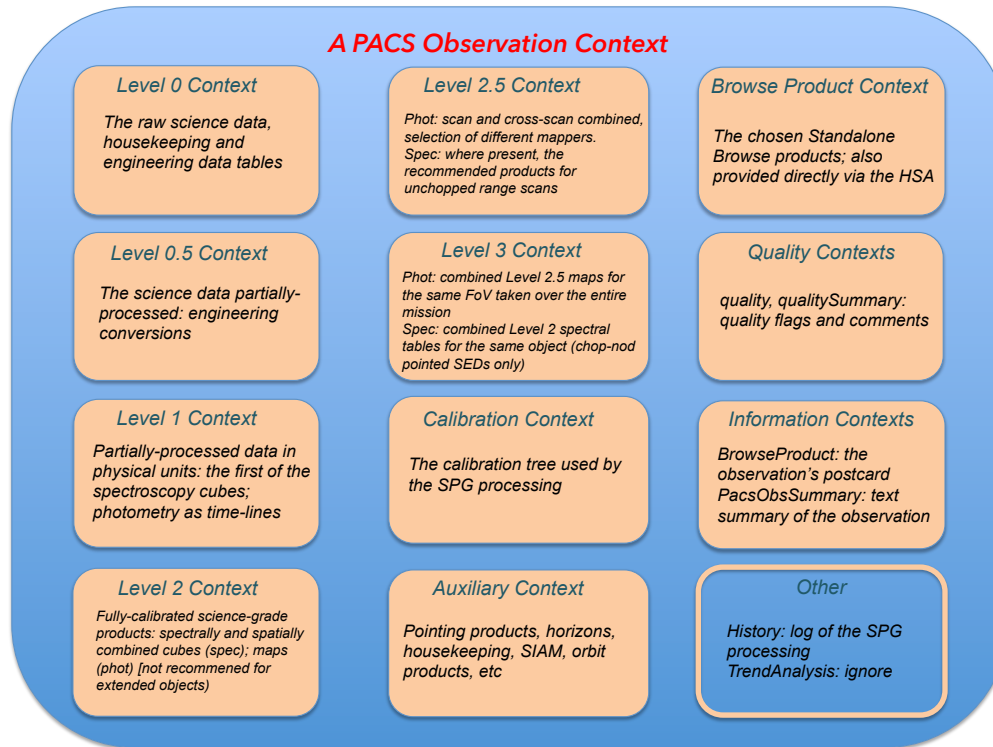 A PACS Observation Context
Level 0 Context
The raw science data,
housekeeping and
engineering data tables
Level 2.5 Context
Phot: scan and cross-scan combined,
selection of different mappers.
Spec: where present, the
recommended products for
unchopped range scans
Browse Product Context
The chosen Standalone
Browse products; also
provided directly via the HSA
Level 0.5 Context
The science data partially-
processed: engineering
conversions
Level 3 Context
Phot: combined Level 2.5 maps for
the same FoV taken over the entire
mission
Spec: combined Level 2 spectral
tables for the same object (chop-nod
pointed SEDs only)
Quality Contexts
quality, qualitySummary:
quality flags and comments
Level 1 Context
Partially-processed data in
physical units: the first of the
spectroscopy cubes;
photometry as time-lines
Calibration Context
The calibration tree used by
the SPG processing
Information Contexts
BrowseProduct: the
observation's postcard
PacsObsSummary: text
summary of the observation
Level 2 Context
Fully-calibrated science-grade
products: spectrally and spatially
combined cubes (spec); maps
(phot) [not recommened for
extended objects)
Auxiliary Context
Pointing products, horizons,
housekeeping, SIAM, orbit
products, etc
Other
History: log of the SPG
processing
TrendAnalysis: ignore